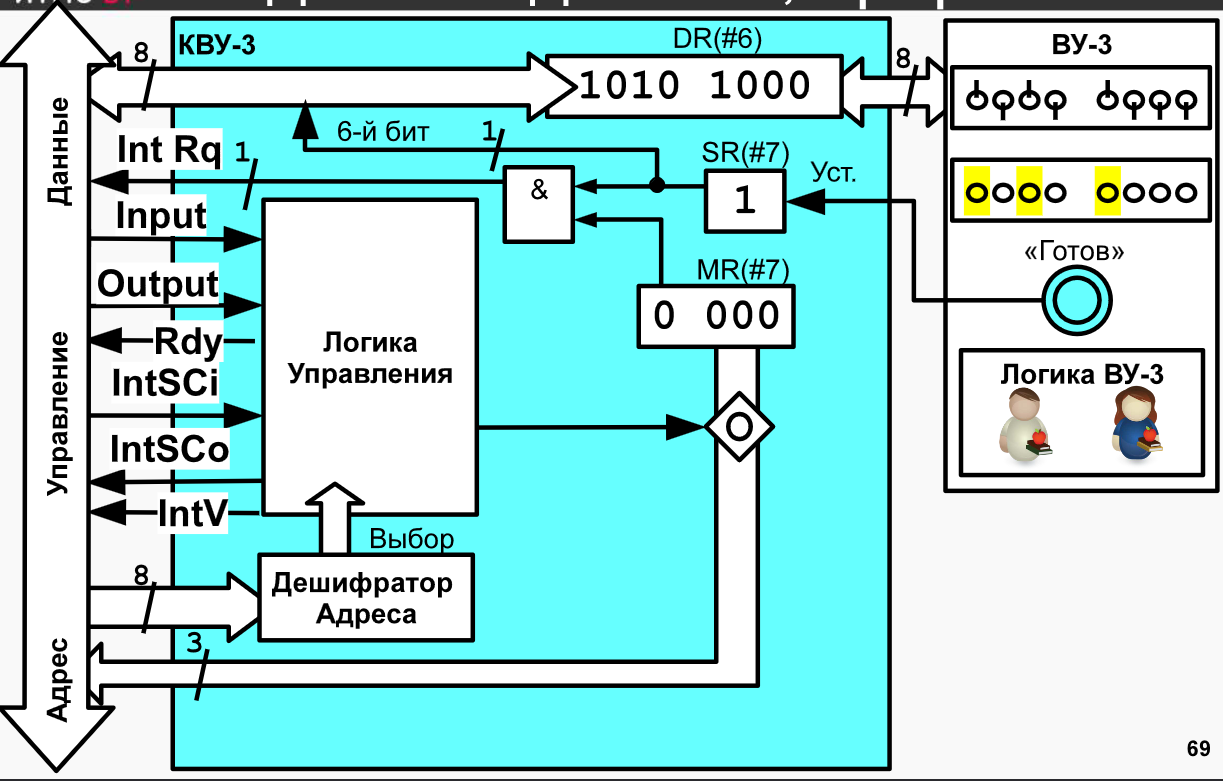 КВУ-3
DR(#6)
ВУ-3
8
8
1010 1000
6-й бит
1
Int Rq
1
SR(#7)
Уст.
Данные
&
1
Input
«Готов»
MR(#7)
Output
0 000
Rdy
Логика
Управления
Логика ВУ-3
IntSCi
Управление
IntSCo
IntV
Выбор
8
Дешифратор
Адреса
3
Адрес
69